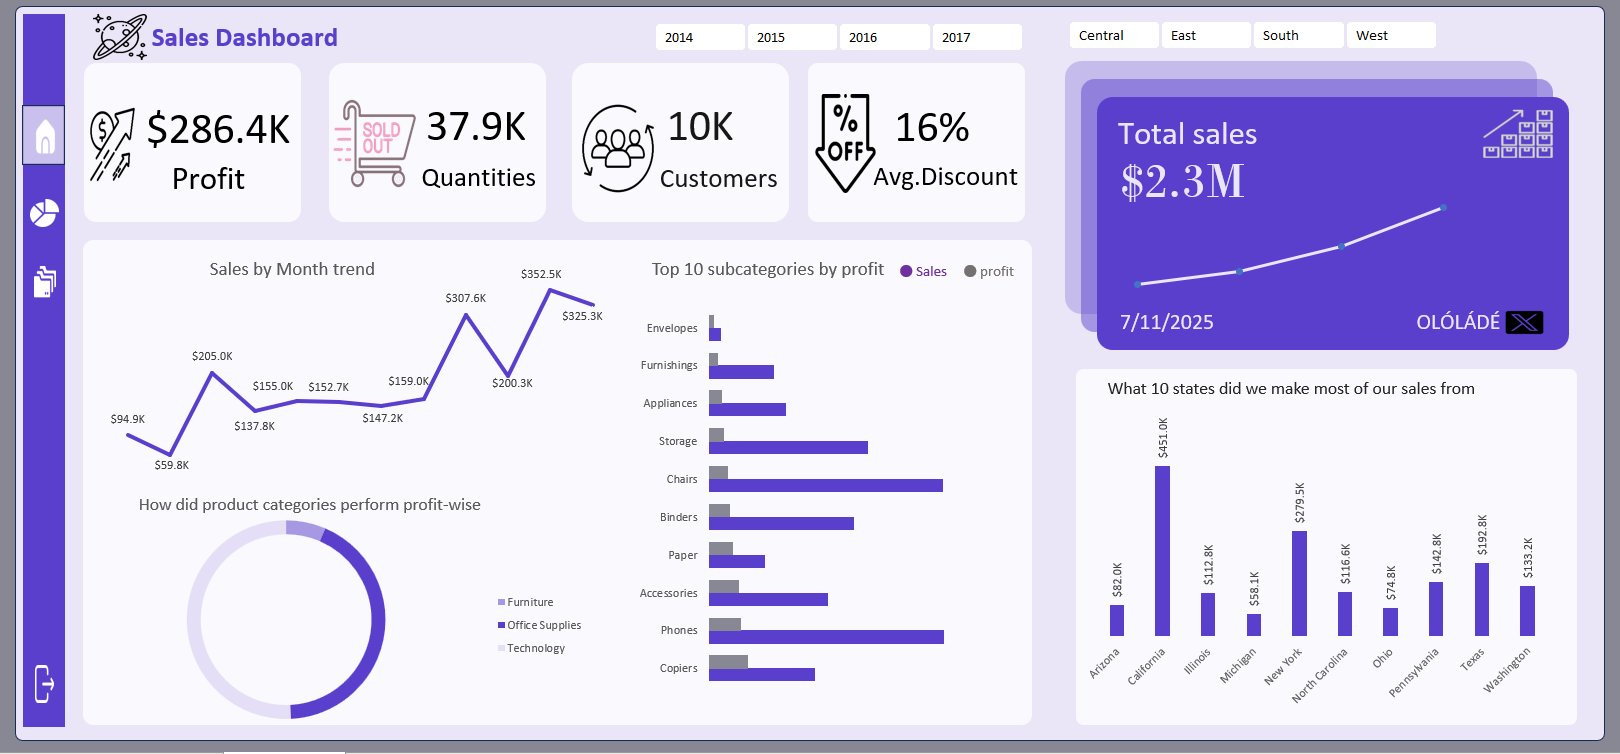 Sales Dashboard
2014
2015
2016
2017
Central
East
South
West
$286.4K
Profit
SOLD
OUT
37.9K
Quantities
10K
Customers
%
OFF
16%
Avg.Discount
Total sales
$2.3M
7/11/2025
OLÓLÁDÉ
Sales by Month trend
$94.9K
$59.8K
$205.0K
$137.8K
$155.0K
$152.7K
$147.2K
$159.0K
$307.6K
$200.3K
$352.5K
$325.3K
Top 10 subcategories by profit
Sales
profit
Envelopes
Furnishings
Appliances
Storage
Chairs
Binders
Paper
Accessories
Phones
Copiers
How did product categories perform profit-wise
Furniture
Office Supplies
Technology
What 10 states did we make most of our sales from
$82.0K
$451.0K
$112.8K
$58.1K
$279.5K
$116.6K
$74.8K
$142.8K
$192.8K
$133.2K
Arizona
California
Illinois
Michigan
New York
North Carolina
Ohio
Pennsylvania
Texas
Washington